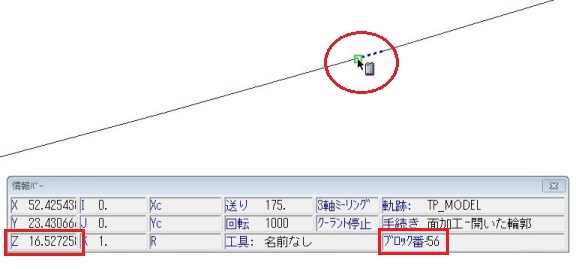 情報ﾊﾞｰ
X 52.42543 I 0. Xc 送り 175. 3軸ﾐｰﾘﾝｸﾞ 軌跡: TP_MODEL
Y 23.43066 J 0. Yc 回転 1000 ｸｰﾗﾝﾄ停止 手続き 面加工-開いた輪郭
Z 16.52725 K 1. R 工具: 名前なし ﾌﾞﾛｯｸ番-56